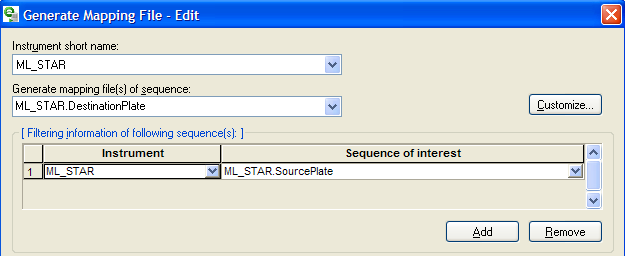 Generate Mapping File - Edit
Instrument short name:
ML_STAR
Generate mapping file(s) of sequence:
ML_STAR.DestinationPlate
Customize...
[ Filtering information of following sequence(s): ]
Instrument Sequence of interest
1 ML_STAR ML_STAR.SourcePlate
Add Remove